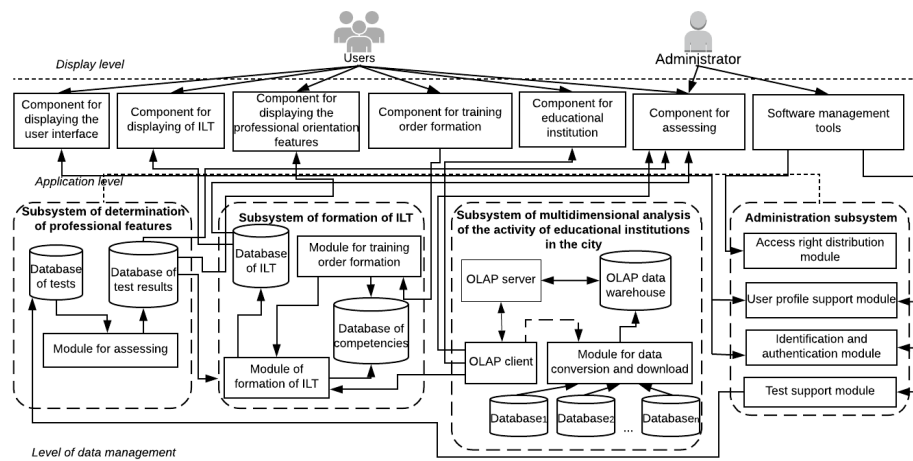 Users
Administrator
Display level
Component for
displaying the
user interface
Component for
displaying of ILT
Component for
displaying the
professional orientation
features
Component for training
order formation
Component for
educational
institution
Component for
assessing
Software management
tools
Application level
Subsystem of determination
of professional features
Database
of tests
Database of
test results
Module for assessing
Subsystem of formation of ILT
Database
of ILT
Module for training
order formation
Database of
competencies
Module of
formation of ILT
Subsystem of multidimensional analysis
of the activity of educational institutions
in the city
OLAP server
OLAP data
warehouse
OLAP client
Module for data
conversion and download
Database1
Database2
...
Databasen
Administration subsystem
Access right distribution
module
User profile support module
Identification and
authentication module
Test support module
Level of data management